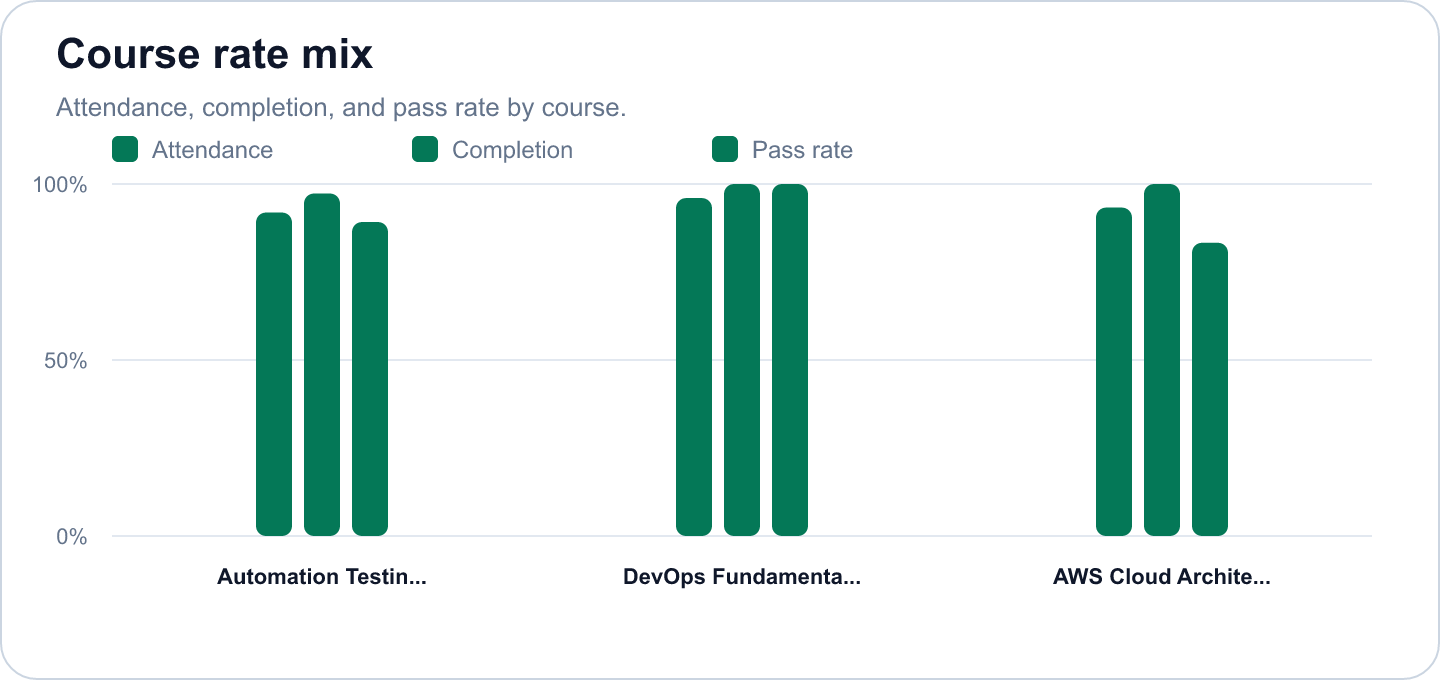 Course rate mix
Attendance, completion, and pass rate by course.
Attendance Completion Pass rate
100%
50%
0%
Automation Testin... DevOps Fundamenta... AWS Cloud Archite...